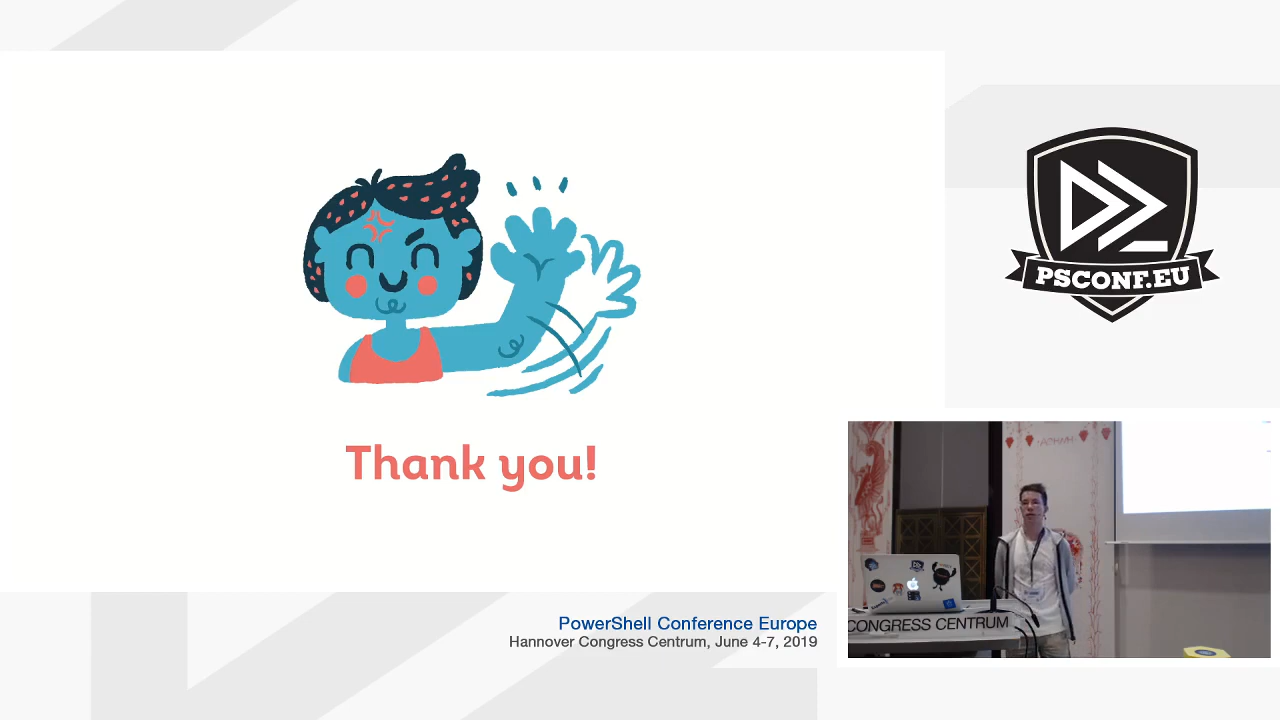 Thank you!
PSCONF.EU
PowerShell Conference Europe
Hannover Congress Centrum, June 4-7, 2019
CONGRESS CENTRUM